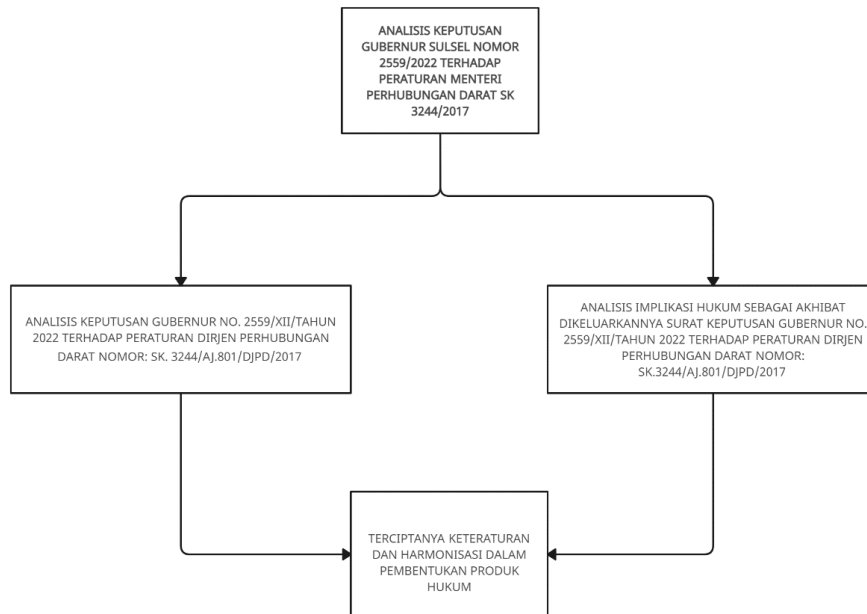 ANALISIS KEPUTUSAN
GUBERNUR SULSEL NOMOR
2559/2022 TERHADAP
PERATURAN MENTERI
PERHUBUNGAN DARAT SK
3244/2017
ANALISIS KEPUTUSAN GUBERNUR NO. 2559/XII/TAHUN
2022 TERHADAP PERATURAN DIRJEN PERHUBUNGAN
DARAT NOMOR: SK. 3244/AJ.801/DJPD/2017
ANALISIS IMPLIKASI HUKUM SEBAGAI AKHIBAT
DIKELUARKANNYA SURAT KEPUTUSAN GUBERNUR NO.
2559/XII/TAHUN 2022 TERHADAP PERATURAN DIRJEN
PERHUBUNGAN DARAT NOMOR:
SK.3244/AJ.801/DJPD/2017
TERCIPTANYA KETERATURAN
DAN HARMONISASI DALAM
PEMBENTUKAN PRODUK
HUKUM